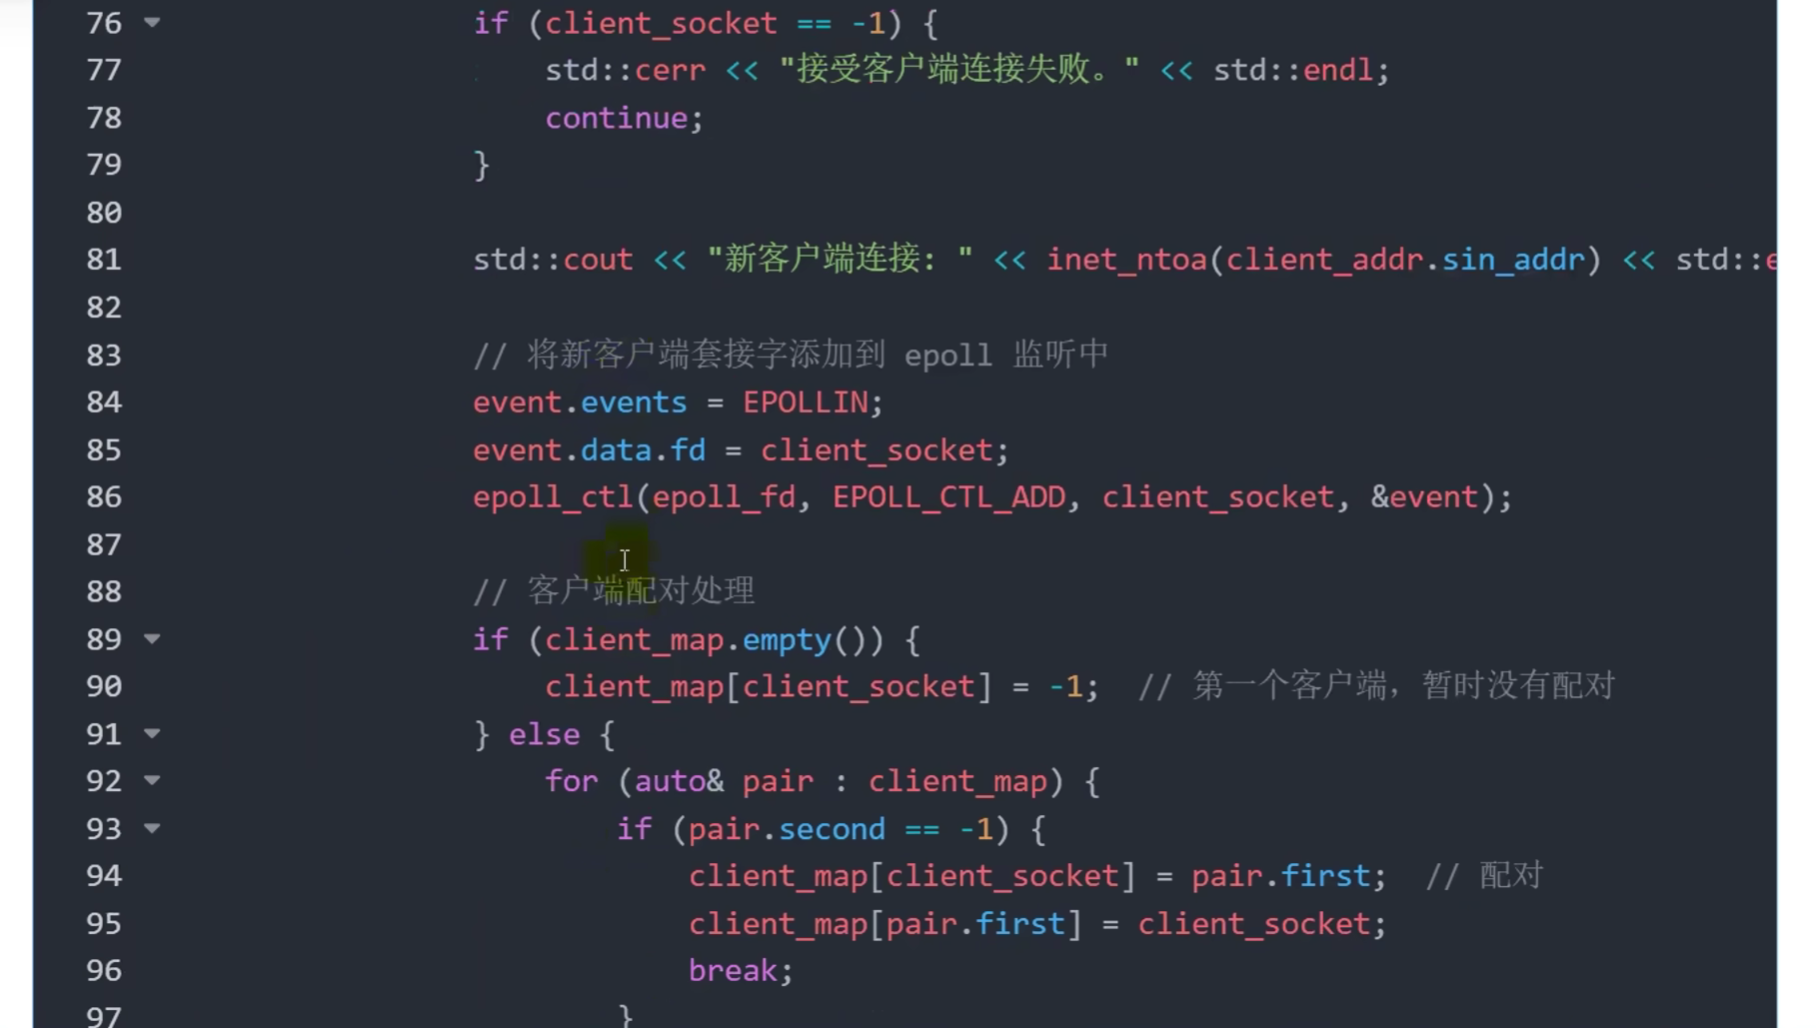 76 if (client_socket == -1) {
77 std::cerr << "接受客户端连接失败。" << std::endl;
78 continue;
79 }
80
81 std::cout << "新客户端连接: " << inet_ntoa(client_addr.sin_addr) << std::e
82
83 // 将新客户端套接字添加到 epoll 监听中
84 event.events = EPOLLIN;
85 event.data.fd = client_socket;
86 epoll_ctl(epoll_fd, EPOLL_CTL_ADD, client_socket, &event);
87
88 // 客户端配对处理
89 if (client_map.empty()) {
90 client_map[client_socket] = -1; // 第一个客户端，暂时没有配对
91 } else {
92 for (auto& pair : client_map) {
93 if (pair.second == -1) {
94 client_map[client_socket] = pair.first; // 配对
95 client_map[pair.first] = client_socket;
96 break;
97 }